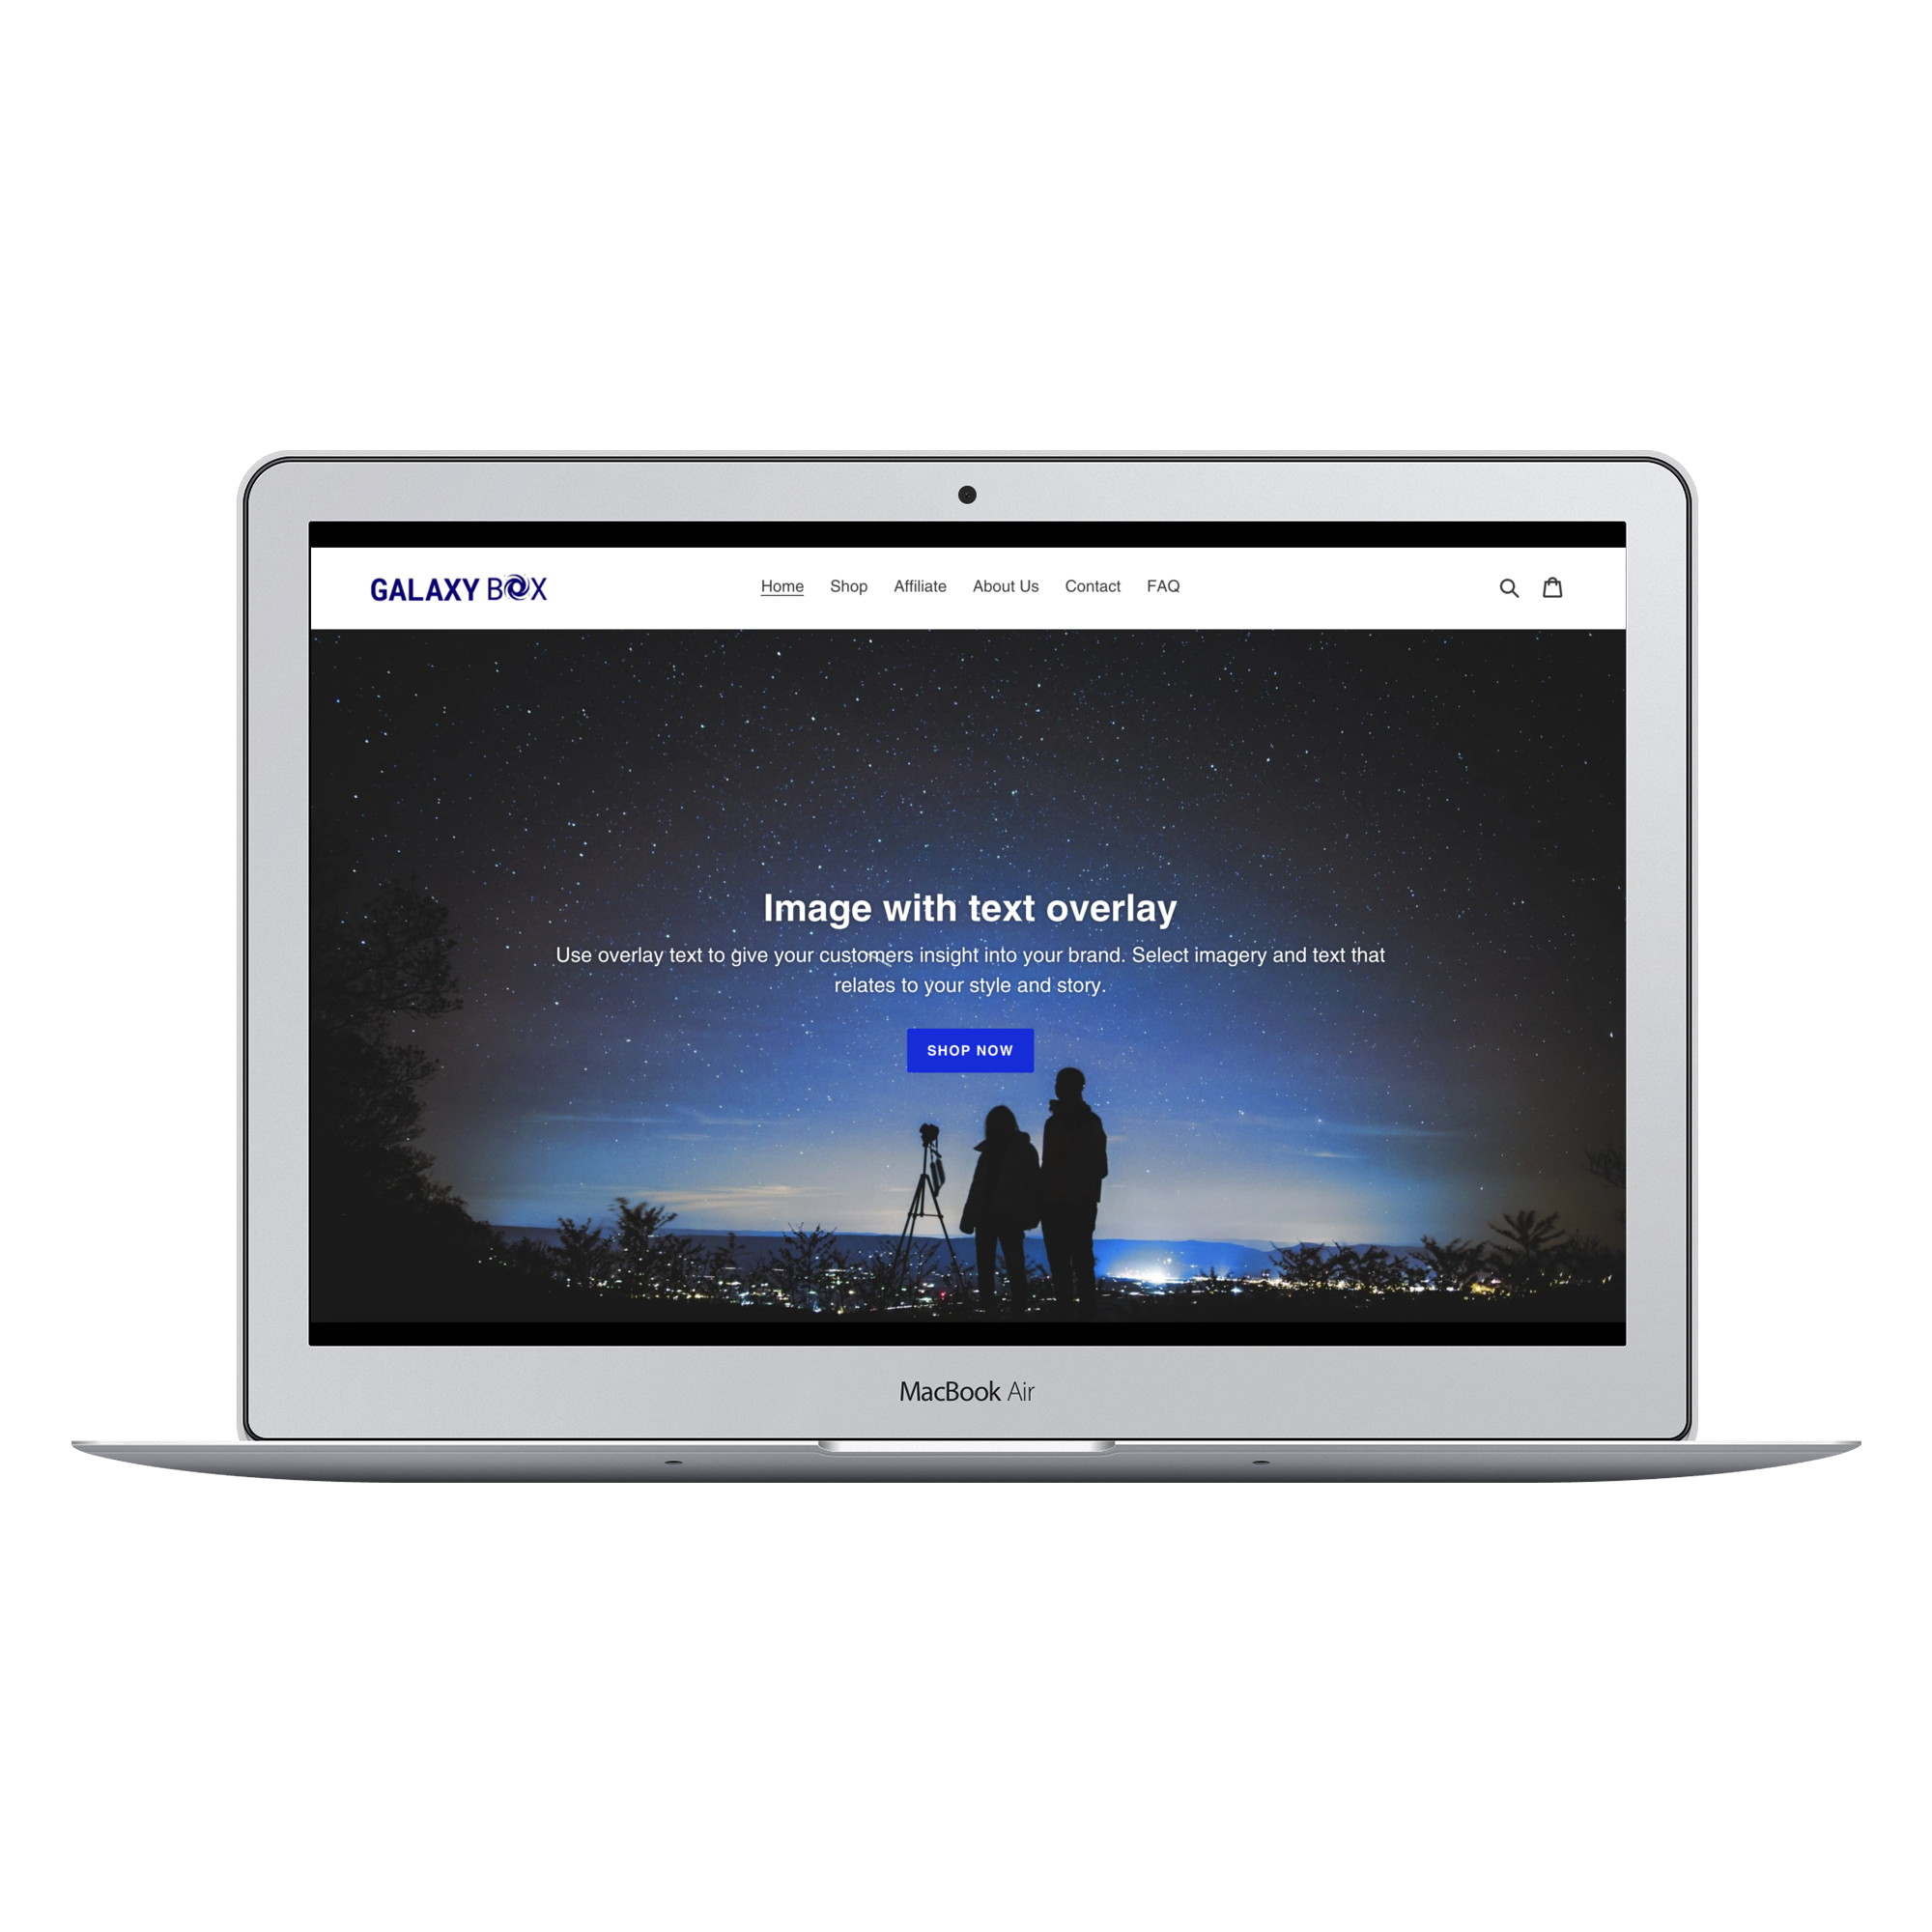 GALAXY BOX
Home Shop Affiliate About Us Contact FAQ
Image with text overlay
Use overlay text to give your customers insight into your brand. Select imagery and text that
relates to your style and story.
SHOP NOW
MacBook Air